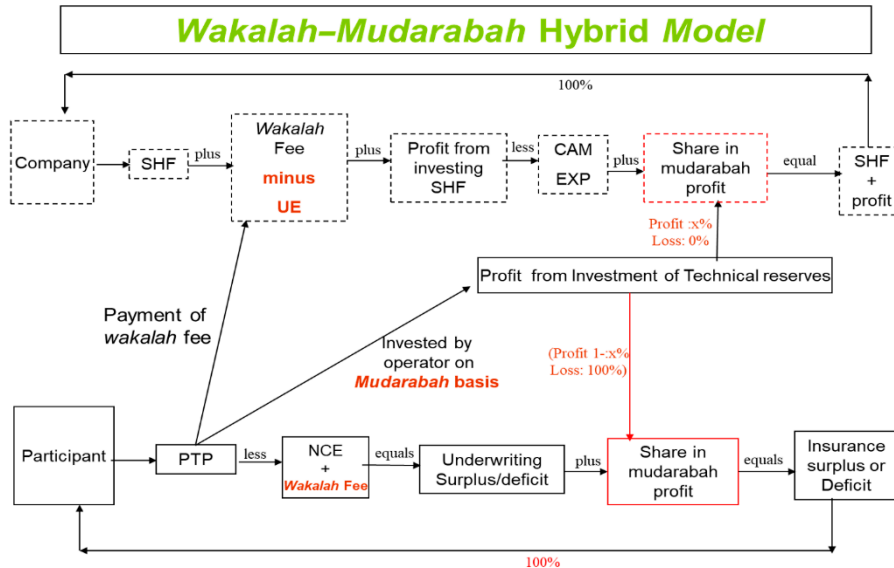 Wakalah–Mudarabah Hybrid Model
100%
Company
SHF
plus
Wakalah
Fee
minus
UE
plus
Profit from
investing
SHF
less
CAM
EXP
plus
Share in
mudarabah
profit
equal
SHF
+
profit
Profit :x%
Loss: 0%
Profit from Investment of Technical reserves
Payment of
wakalah fee
Invested by
operator on
Mudarabah basis
(Profit 1-:x%
Loss: 100%)
Participant
PTP
less
NCE
+
Wakalah Fee
equals
Underwriting
Surplus/deficit
plus
Share in
mudarabah
profit
equals
Insurance
surplus or
Deficit
100%